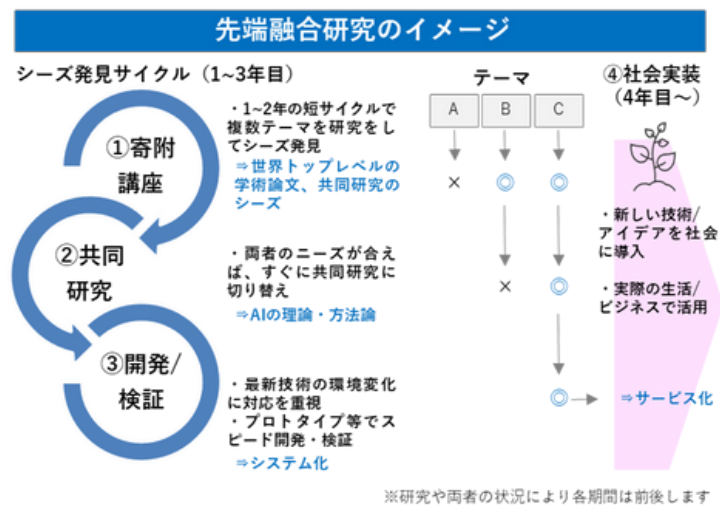 先端融合研究のイメージ
シーズ発見サイクル（1~3年目）
①寄附
講座
・1~2年の短サイクルで
複数テーマを研究をし
てシーズ発見
⇒世界トップレベルの
学術論文、共同研究の
シーズ
②共同
研究
・両者のニーズが合え
ば、すぐに共同研究に
切り替え
⇒AIの理論・方法論
③開発/
検証
・最新技術の環境変化
に対応を重視
・プロトタイプ等でス
ピード開発・検証
⇒システム化
テーマ
A B C
× ◎ ◎
× ◎
◎
④社会実装
（4年目～）
・新しい技術/
アイデアを社会
に導入
・実際の生活/
ビジネスで活用
⇒サービス化
※研究や両者の状況により各期間は前後します